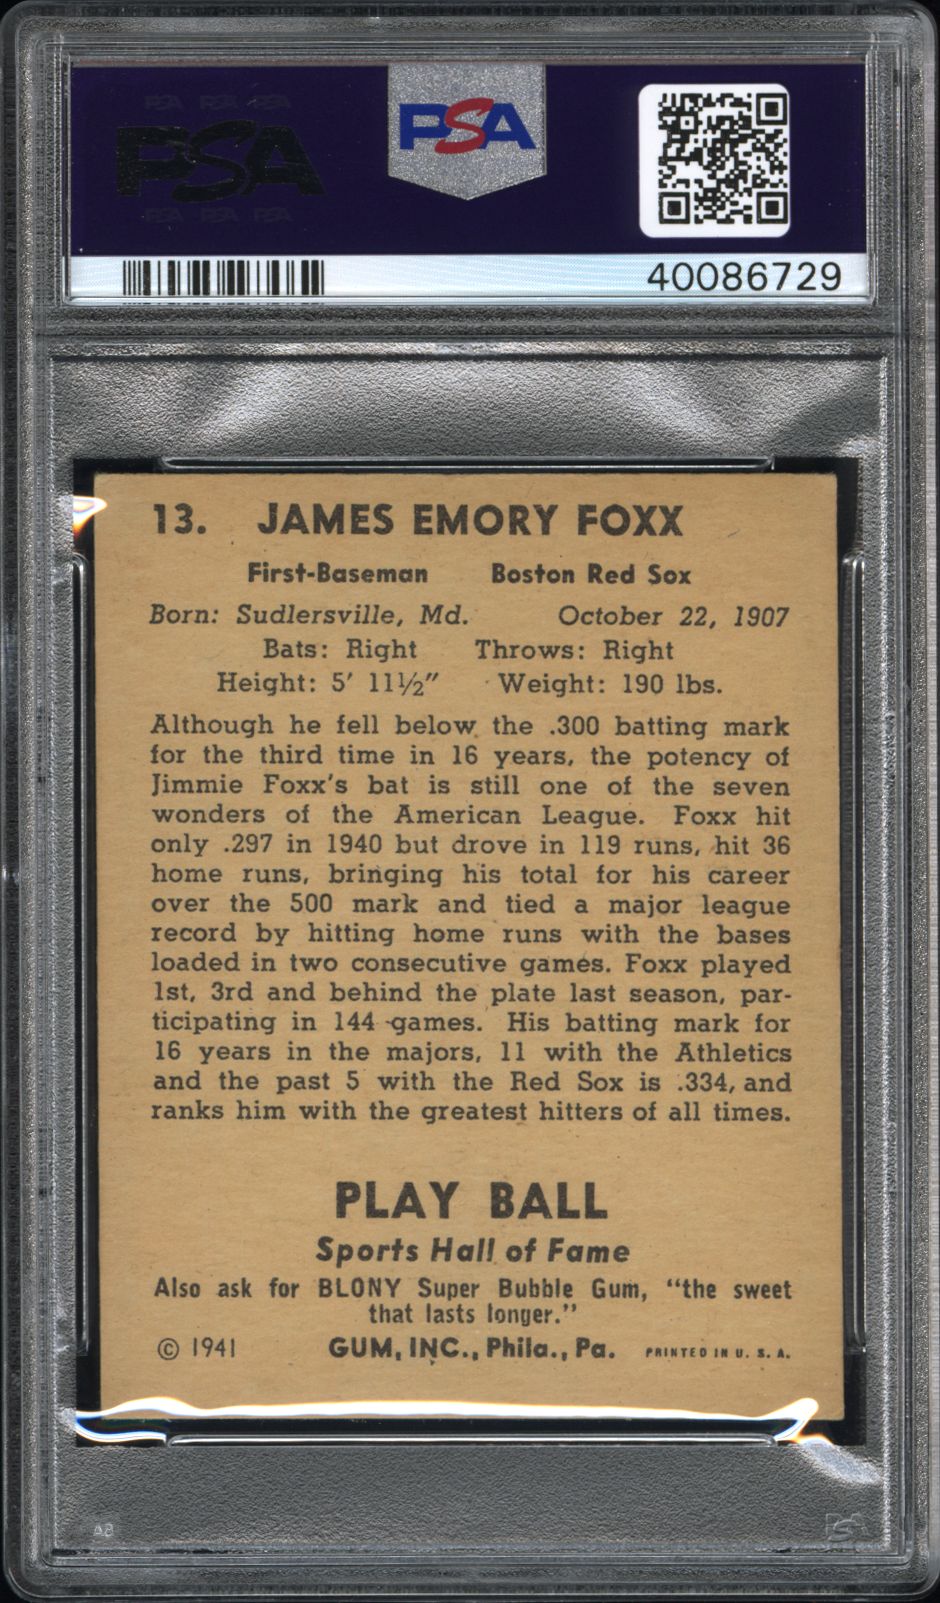 PSA PSA PSA
PSA
PSA PSA PSA
PSA
40086729
13. JAMES EMORY FOXX
First-Baseman Boston Red Sox
Born: Sudlersville, Md. October 22, 1907
Bats: Right Throws: Right
Height: 5' 11½" Weight: 190 lbs.
Although he fell below the .300 batting mark
for the third time in 16 years, the potency of
Jimmie Foxx's bat is still one of the seven
wonders of the American League. Foxx hit
only .297 in 1940 but drove in 119 runs, hit 36
home runs, bringing his total for his career
over the 500 mark and tied a major league
record by hitting home runs with the bases
loaded in two consecutive games. Foxx played
1st, 3rd and behind the plate last season, par-
ticipating in 144 games. His batting mark for
16 years in the majors, 11 with the Athletics
and the past 5 with the Red Sox is .334, and
ranks him with the greatest hitters of all times.
PLAY BALL
Sports Hall of Fame
Also ask for BLONY Super Bubble Gum, "the sweet
that lasts longer."
© 1941 GUM, INC., Phila., Pa. PRINTED IN U. S. A.
PSA